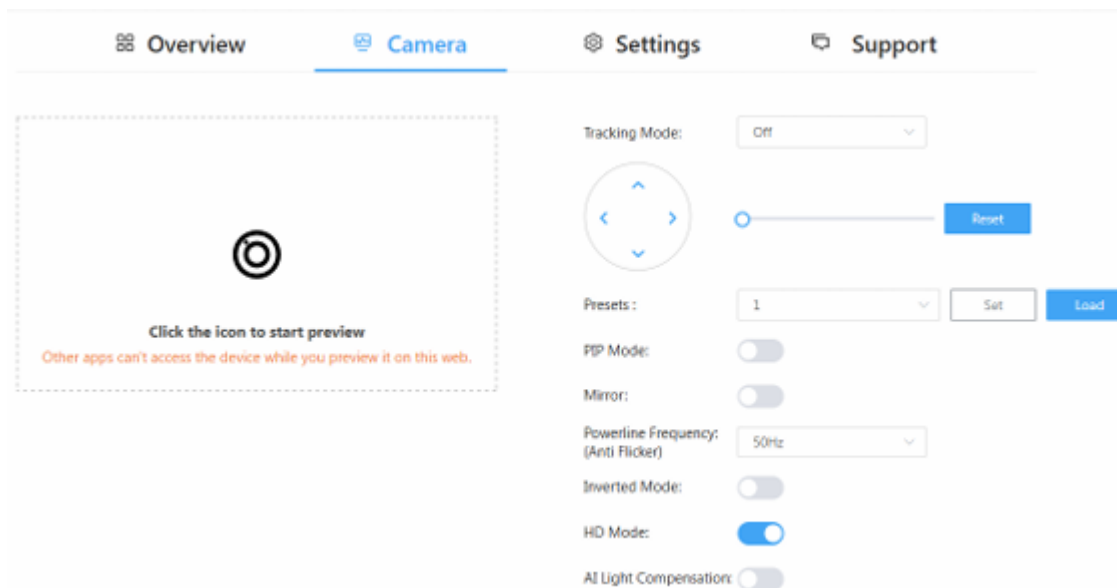 Overview
Camera
Settings
Support
Click the icon to start preview
Other apps can't access the device while you preview it on this web.
Tracking Mode:
Off
Reset
Presets :
1
Set
Load
PIP Mode:
Mirror:
Powerline Frequency:
(Anti Flicker)
50Hz
Inverted Mode:
HD Mode:
AI Light Compensation: